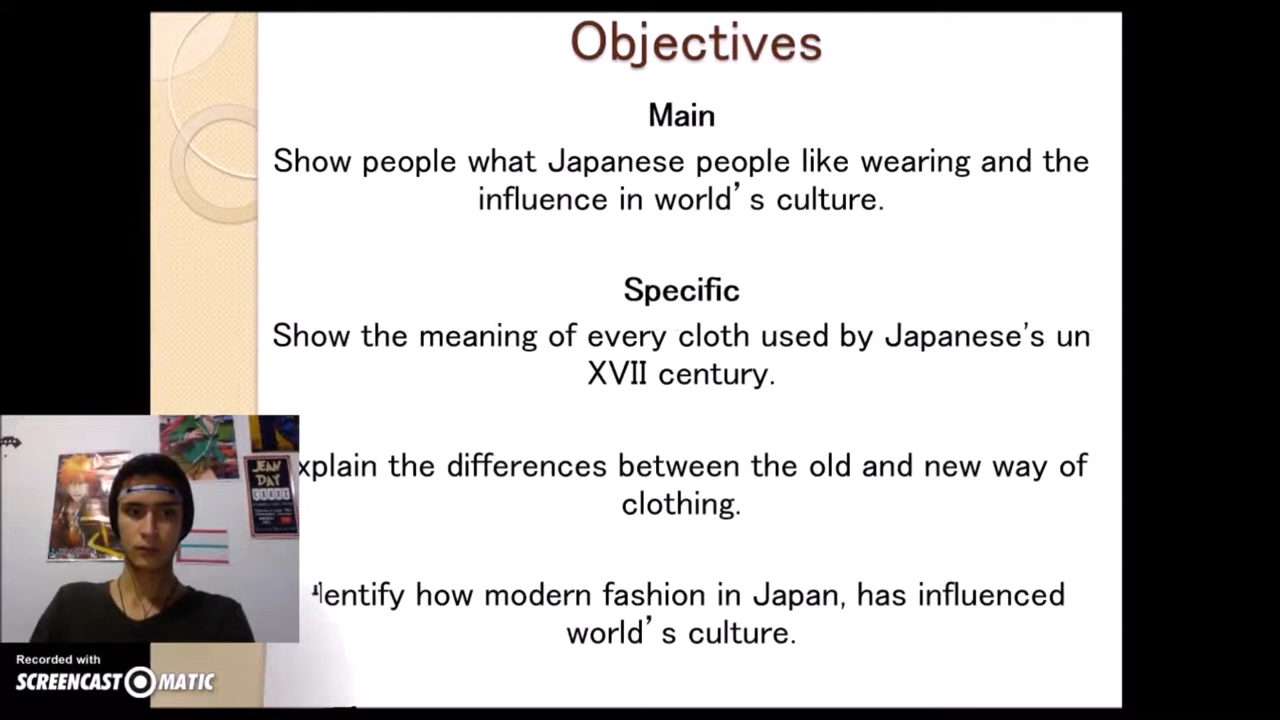 Objectives
Main
Show people what Japanese people like wearing and the
influence in world’s culture.
Specific
Show the meaning of every cloth used by Japanese's un
XVII century.
xplain the differences between the old and new way of
clothing.
entify how modern fashion in Japan, has influenced
world’s culture.
JEAN
DAY
Recorded with
SCREENCAST MATIC